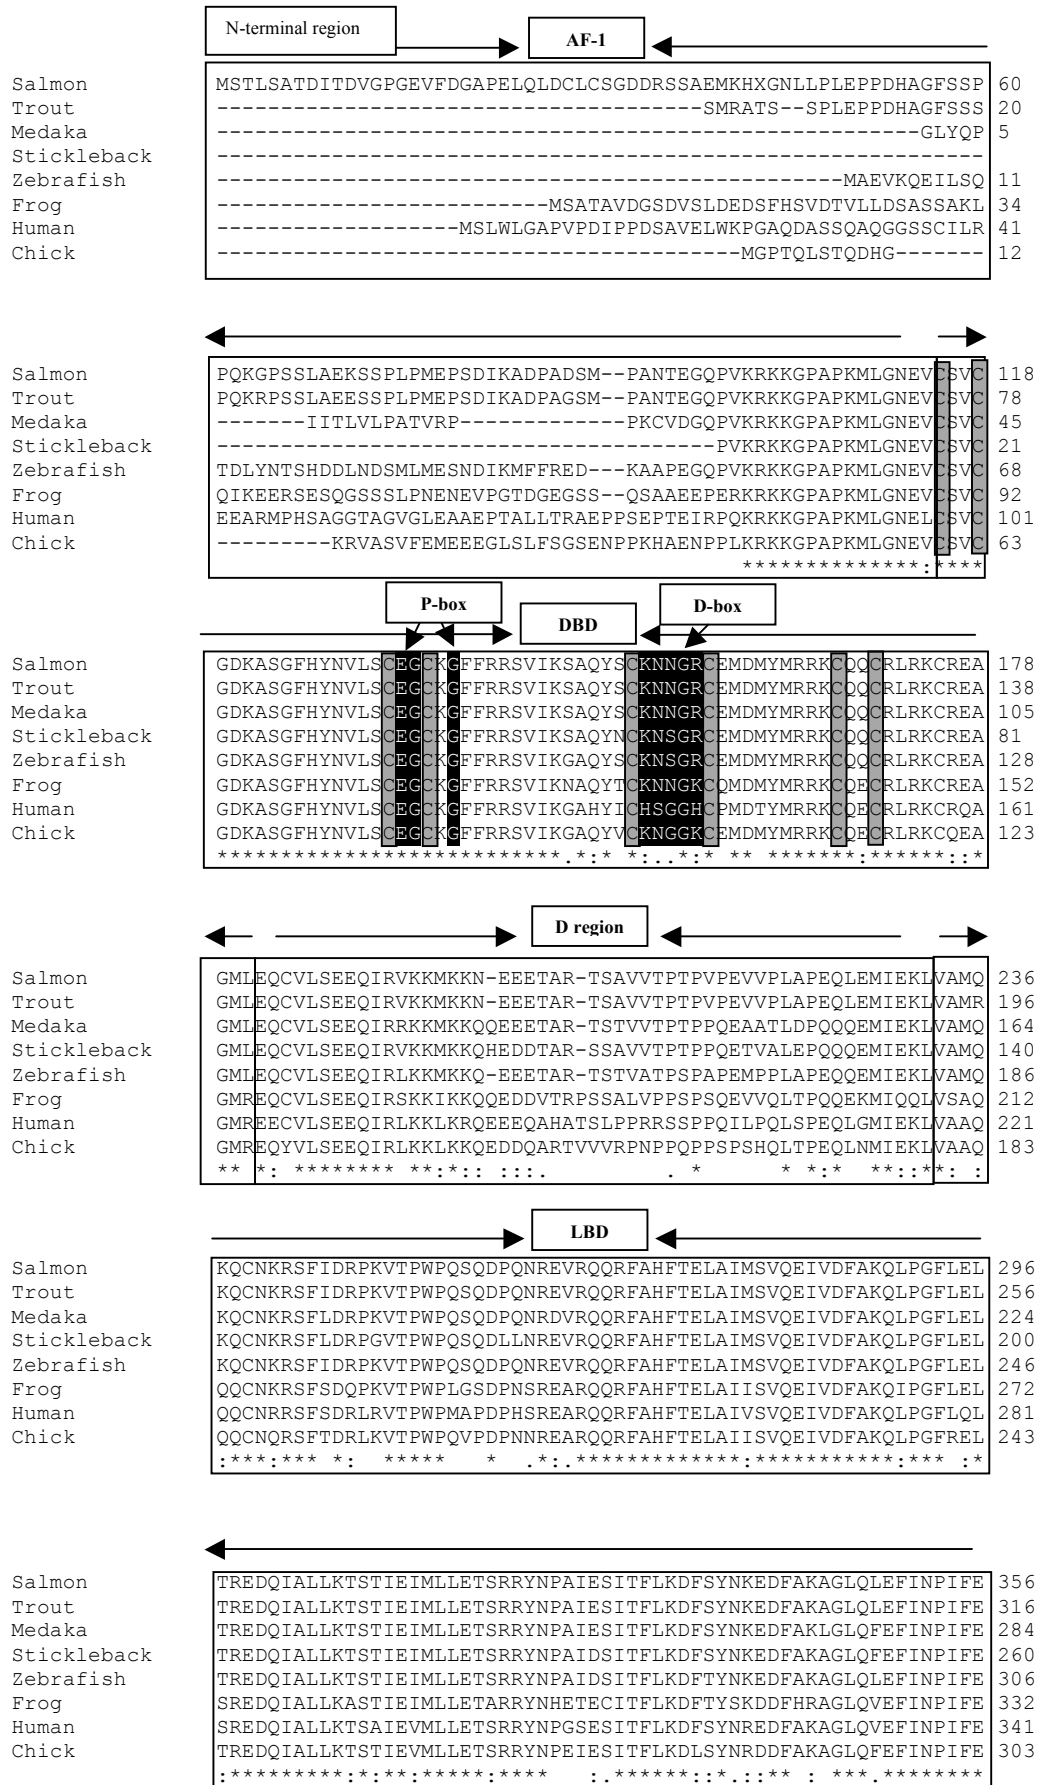 N-terminal region
AF-1
Salmon MSTLSATDITDVGPGEVFDGAPELQLDCLCSGDDRSSAEMKHXGNLLPLEPPDHAGFSSP 60
Trout --------------------------------------SMRATS--SPLEPPDHAGFSSS 20
Medaka -------------------------------------------------------GLYQP 5
Stickleback ------------------------------------------------------------
Zebrafish -------------------------------------------------MAEVKQEILSQ 11
Frog --------------------------MSATAVDGSDVSLDEDSFHSVDTVLLDSASSAKL 34
Human -------------------MSLWLGAPVPDIPPDSAVELWKPGAQDASSQAQGGSSCILR 41
Chick -----------------------------------------MGPTQLSTQDHG------- 12
Salmon PQKGPSSLAEKSSPLPMEPSDIKADPADSM--PANTEGQPVKRKKGPAPKMLGNEVCSVC 118
Trout PQKRPSSLAEESSPLPMEPSDIKADPAGSM--PANTEGQPVKRKKGPAPKMLGNEVCSVC 78
Medaka -------IITLVLPATVRP-------------PKCVDGQPVKRKKGPAPKMLGNEVCSVC 45
Stickleback ---------------------------------------PVKRKKGPAPKMLGNEVCSVC 21
Zebrafish TDLYNTSHDDLNDSMLMESNDIKMFFRED---KAAPEGQPVKRKKGPAPKMLGNEVCSVC 68
Frog QIKEERSESQGSSSLPNENEVPGTDGEGSS--QSAAEEPERKRKKGPAPKMLGNEVCSVC 92
Human EEARMPHSAGGTAGVGLEAAEPTALLTRAEPPSEPTEIRPQKRKKGPAPKMLGNELCSVC 101
Chick ---------KRVASVFEMEEEGLSLFSGSENPPKHAENPPLKRKKGPAPKMLGNEVCSVC 63
**************:****
P-box
DBD
D-box
Salmon GDKASGFHYNVLSCEGCKGFFRRSVIKSAQYSCKNNGRCEMDMYMRRKCQQCRLRKCREA 178
Trout GDKASGFHYNVLSCEGCKGFFRRSVIKSAQYSCKNNGRCEMDMYMRRKCQQCRLRKCREA 138
Medaka GDKASGFHYNVLSCEGCKGFFRRSVIKSAQYSCKNNGRCEMDMYMRRKCQQCRLRKCREA 105
Stickleback GDKASGFHYNVLSCEGCKGFFRRSVIKSAQYNCKNSGRCEMDMYMRRKCQQCRLRKCREA 81
Zebrafish GDKASGFHYNVLSCEGCKGFFRRSVIKGAQYSCKNSGRCEMDMYMRRKCQQCRLRKCREA 128
Frog GDKASGFHYNVLSCEGCKGFFRRSVIKNAQYTCKNNGKCQMDMYMRRKCQECRLRKCREA 152
Human GDKASGFHYNVLSCEGCKGFFRRSVIKGAHYICHSGGHCPMDTYMRRKCQECRLRKCRQA 161
Chick GDKASGFHYNVLSCEGCKGFFRRSVIKGAQYVCKNGGKCEMDMYMRRKCQECRLRKCQEA 123
***************************.*:* *:..*:* ** *******:******::*
D region
Salmon GMLEQCVLSEEQIRVKKMKKN-EEETAR-TSAVVTPTPVPEVVPLAPEQLEMIEKLVAMQ 236
Trout GMLEQCVLSEEQIRVKKMKKN-EEETAR-TSAVVTPTPVPEVVPLAPEQLEMIEKLVAMR 196
Medaka GMLEQCVLSEEQIRRKKMKKQQEEETAR-TSTVVTPTPPQEAATLDPQQQEMIEKLVAMQ 164
Stickleback GMLEQCVLSEEQIRVKKMKKQHEDDTAR-SSAVVTPTPPQETVALEPQQQEMIEKLVAMQ 140
Zebrafish GMLEQCVLSEEQIRLKKMKKQ-EEETAR-TSTVATPSPAPEMPPLAPEQQEMIEKLVAMQ 186
Frog GMREQCVLSEEQIRSKKIKKQQEDDVTRPSSALVPPSPSQEVVQLTPQQEKMIQQLVSAQ 212
Human GMREECVLSEEQIRLKKLKRQEEEQAHATSLPPRRSSPPQILPQLSPEQLGMIEKLVAAQ 221
Chick GMREQYVLSEEQIRLKKLKKQEDDQARTVVVRPNPPQPPSPSHQLTPEQLNMIEKLVAAQ 183
** *: ******** **:*:: :::. . * * *:* **::**: :
LBD
Salmon KQCNKRSFIDRPKVTPWPQSQDPQNREVRQQRFAHFTELAIMSVQEIVDFAKQLPGFLEL 296
Trout KQCNKRSFIDRPKVTPWPQSQDPQNREVRQQRFAHFTELAIMSVQEIVDFAKQLPGFLEL 256
Medaka KQCNKRSFLDRPKVTPWPQSQDPQNRDVRQQRFAHFTELAIMSVQEIVDFAKQLPGFLEL 224
Stickleback KQCNKRSFLDRPGVTPWPQSQDLLNREVRQQRFAHFTELAIMSVQEIVDFAKQLPGFLEL 200
Zebrafish KQCNKRSFIDRPKVTPWPQSQDPQNREVRQQRFAHFTELAIMSVQEIVDFAKQLPGFLEL 246
Frog QQCNKRSFSDQPKVTPWPLGSDPNSREARQQRFAHFTELAIISVQEIVDFAKQIPGFLEL 272
Human QQCNRRSFSDRLRVTPWPMAPDPHSREARQQRFAHFTELAIVSVQEIVDFAKQLPGFLQL 281
Chick QQCNQRSFTDRLKVTPWPQVPDPNNREARQQRFAHFTELAIISVQEIVDFAKQLPGFREL 243
:***:*** *: ***** * .*:.*************:***********:*** :*
Salmon TREDQIALLKTSTIEIMLLETSRRYNPAIESITFLKDFSYNKEDFAKAGLQLEFINPIFE 356
Trout TREDQIALLKTSTIEIMLLETSRRYNPAIESITFLKDFSYNKEDFAKAGLQLEFINPIFE 316
Medaka TREDQIALLKTSTIEIMLLETSRRYNPAIESITFLKDFSYNKEDFAKLGLQFEFINPIFE 284
Stickleback TREDQIALLKTSTIEIMLLETSRRYNPAIDSITFLKDFSYNKEDFAKAGLQFEFINPIFE 260
Zebrafish TREDQIALLKTSTIEIMLLETSRRYNPAIDSITFLKDFTYNKEDFAKAGLQLEFINPIFE 306
Frog SREDQIALLKASTIEIMLLETARRYNHETECITFLKDFTYSKDDFHRAGLQVEFINPIFE 332
Human SREDQIALLKTSAIEVMLLETSRRYNPGSESITFLKDFSYNREDFAKAGLQVEFINPIFE 341
Chick TREDQIALLKTSTIEVMLLETSRRYNPEIESITFLKDLSYNRDDFAKAGLQFEFINPIFE 303
:*********:*:**:*****:**** :.******::*.::** : ***.********